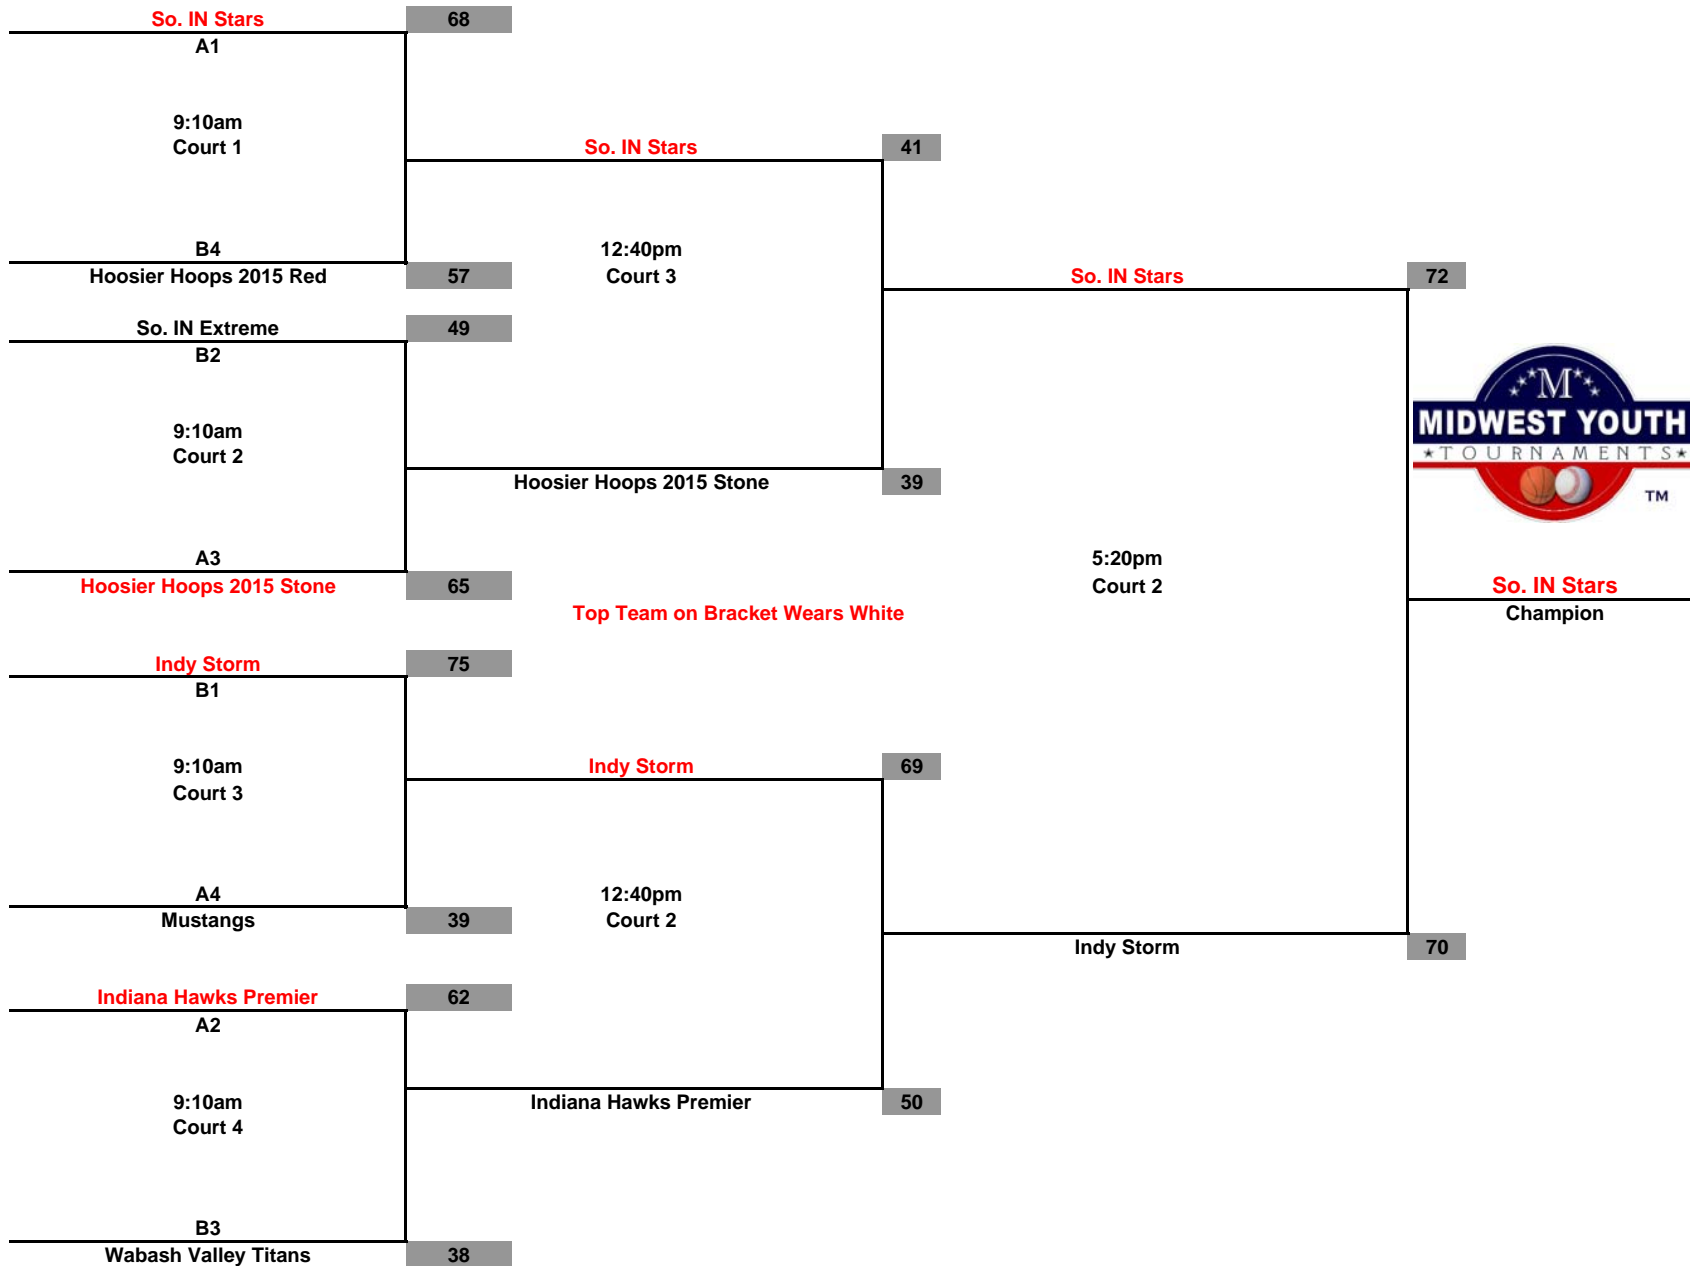 So. IN Stars 68
A1
9:10am
Court 1
B4
Hoosier Hoops 2015 Red 57
So. IN Extreme 49
B2
9:10am
Court 2
A3
Hoosier Hoops 2015 Stone 65
Indy Storm 75
B1
9:10am
Court 3
A4
Mustangs 39
Indiana Hawks Premier 62
A2
9:10am
Court 4
B3
Wabash Valley Titans 38
So. IN Stars 41
12:40pm
Court 3
Hoosier Hoops 2015 Stone 39
Top Team on Bracket Wears White
Indy Storm 69
12:40pm
Court 2
Indiana Hawks Premier 50
So. IN Stars 72
5:20pm
Court 2
Indy Storm 70
M
MIDWEST YOUTH
★TOURNAMENTS★
TM
So. IN Stars
Champion